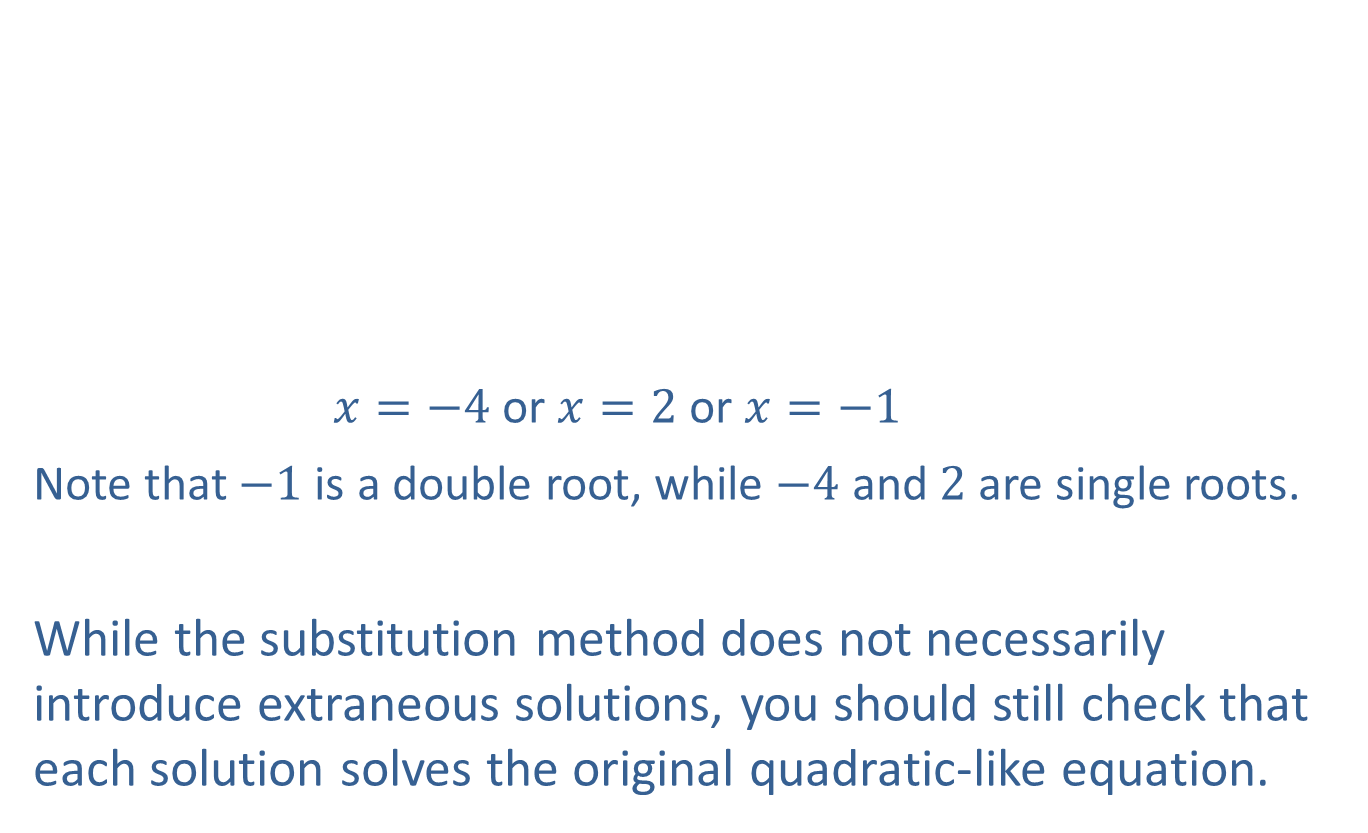 x = −4 or x = 2 or x = −1
Note that −1 is a double root, while −4 and 2 are single roots.
While the substitution method does not necessarily
introduce extraneous solutions, you should still check that
each solution solves the original quadratic-like equation.